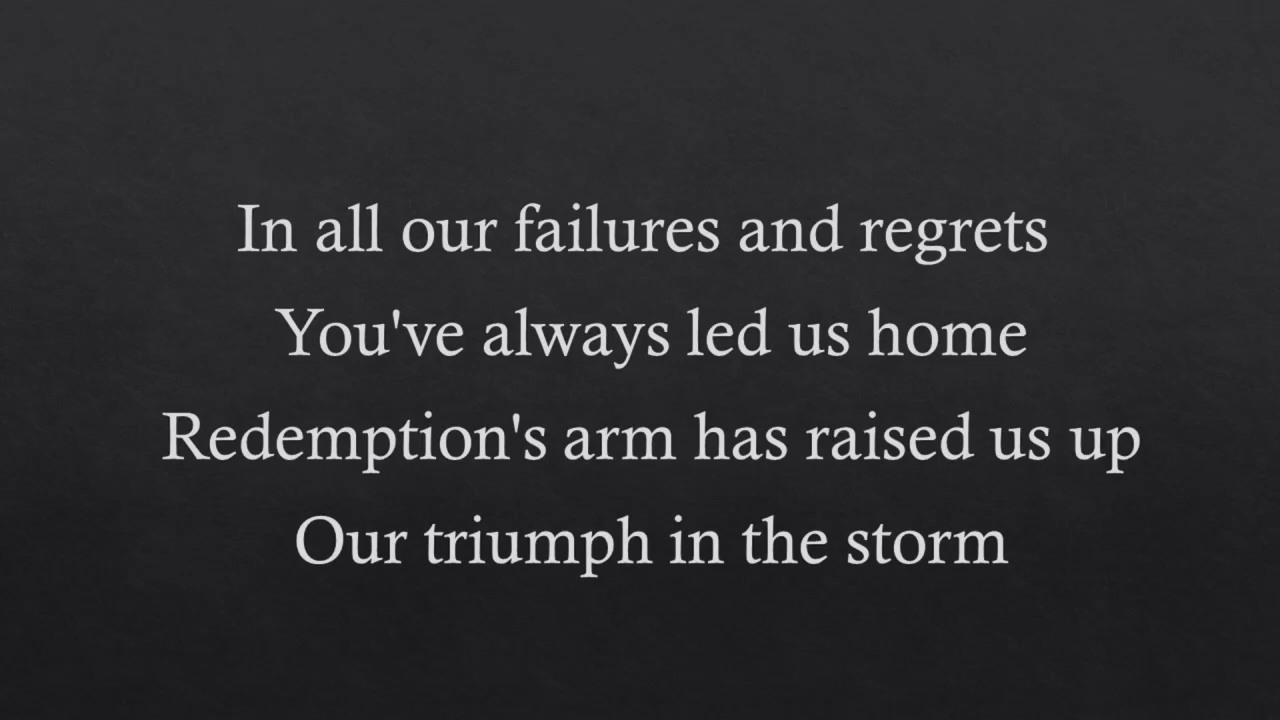 In all our failures and regrets
You've always led us home
Redemption's arm has raised us up
Our triumph in the storm